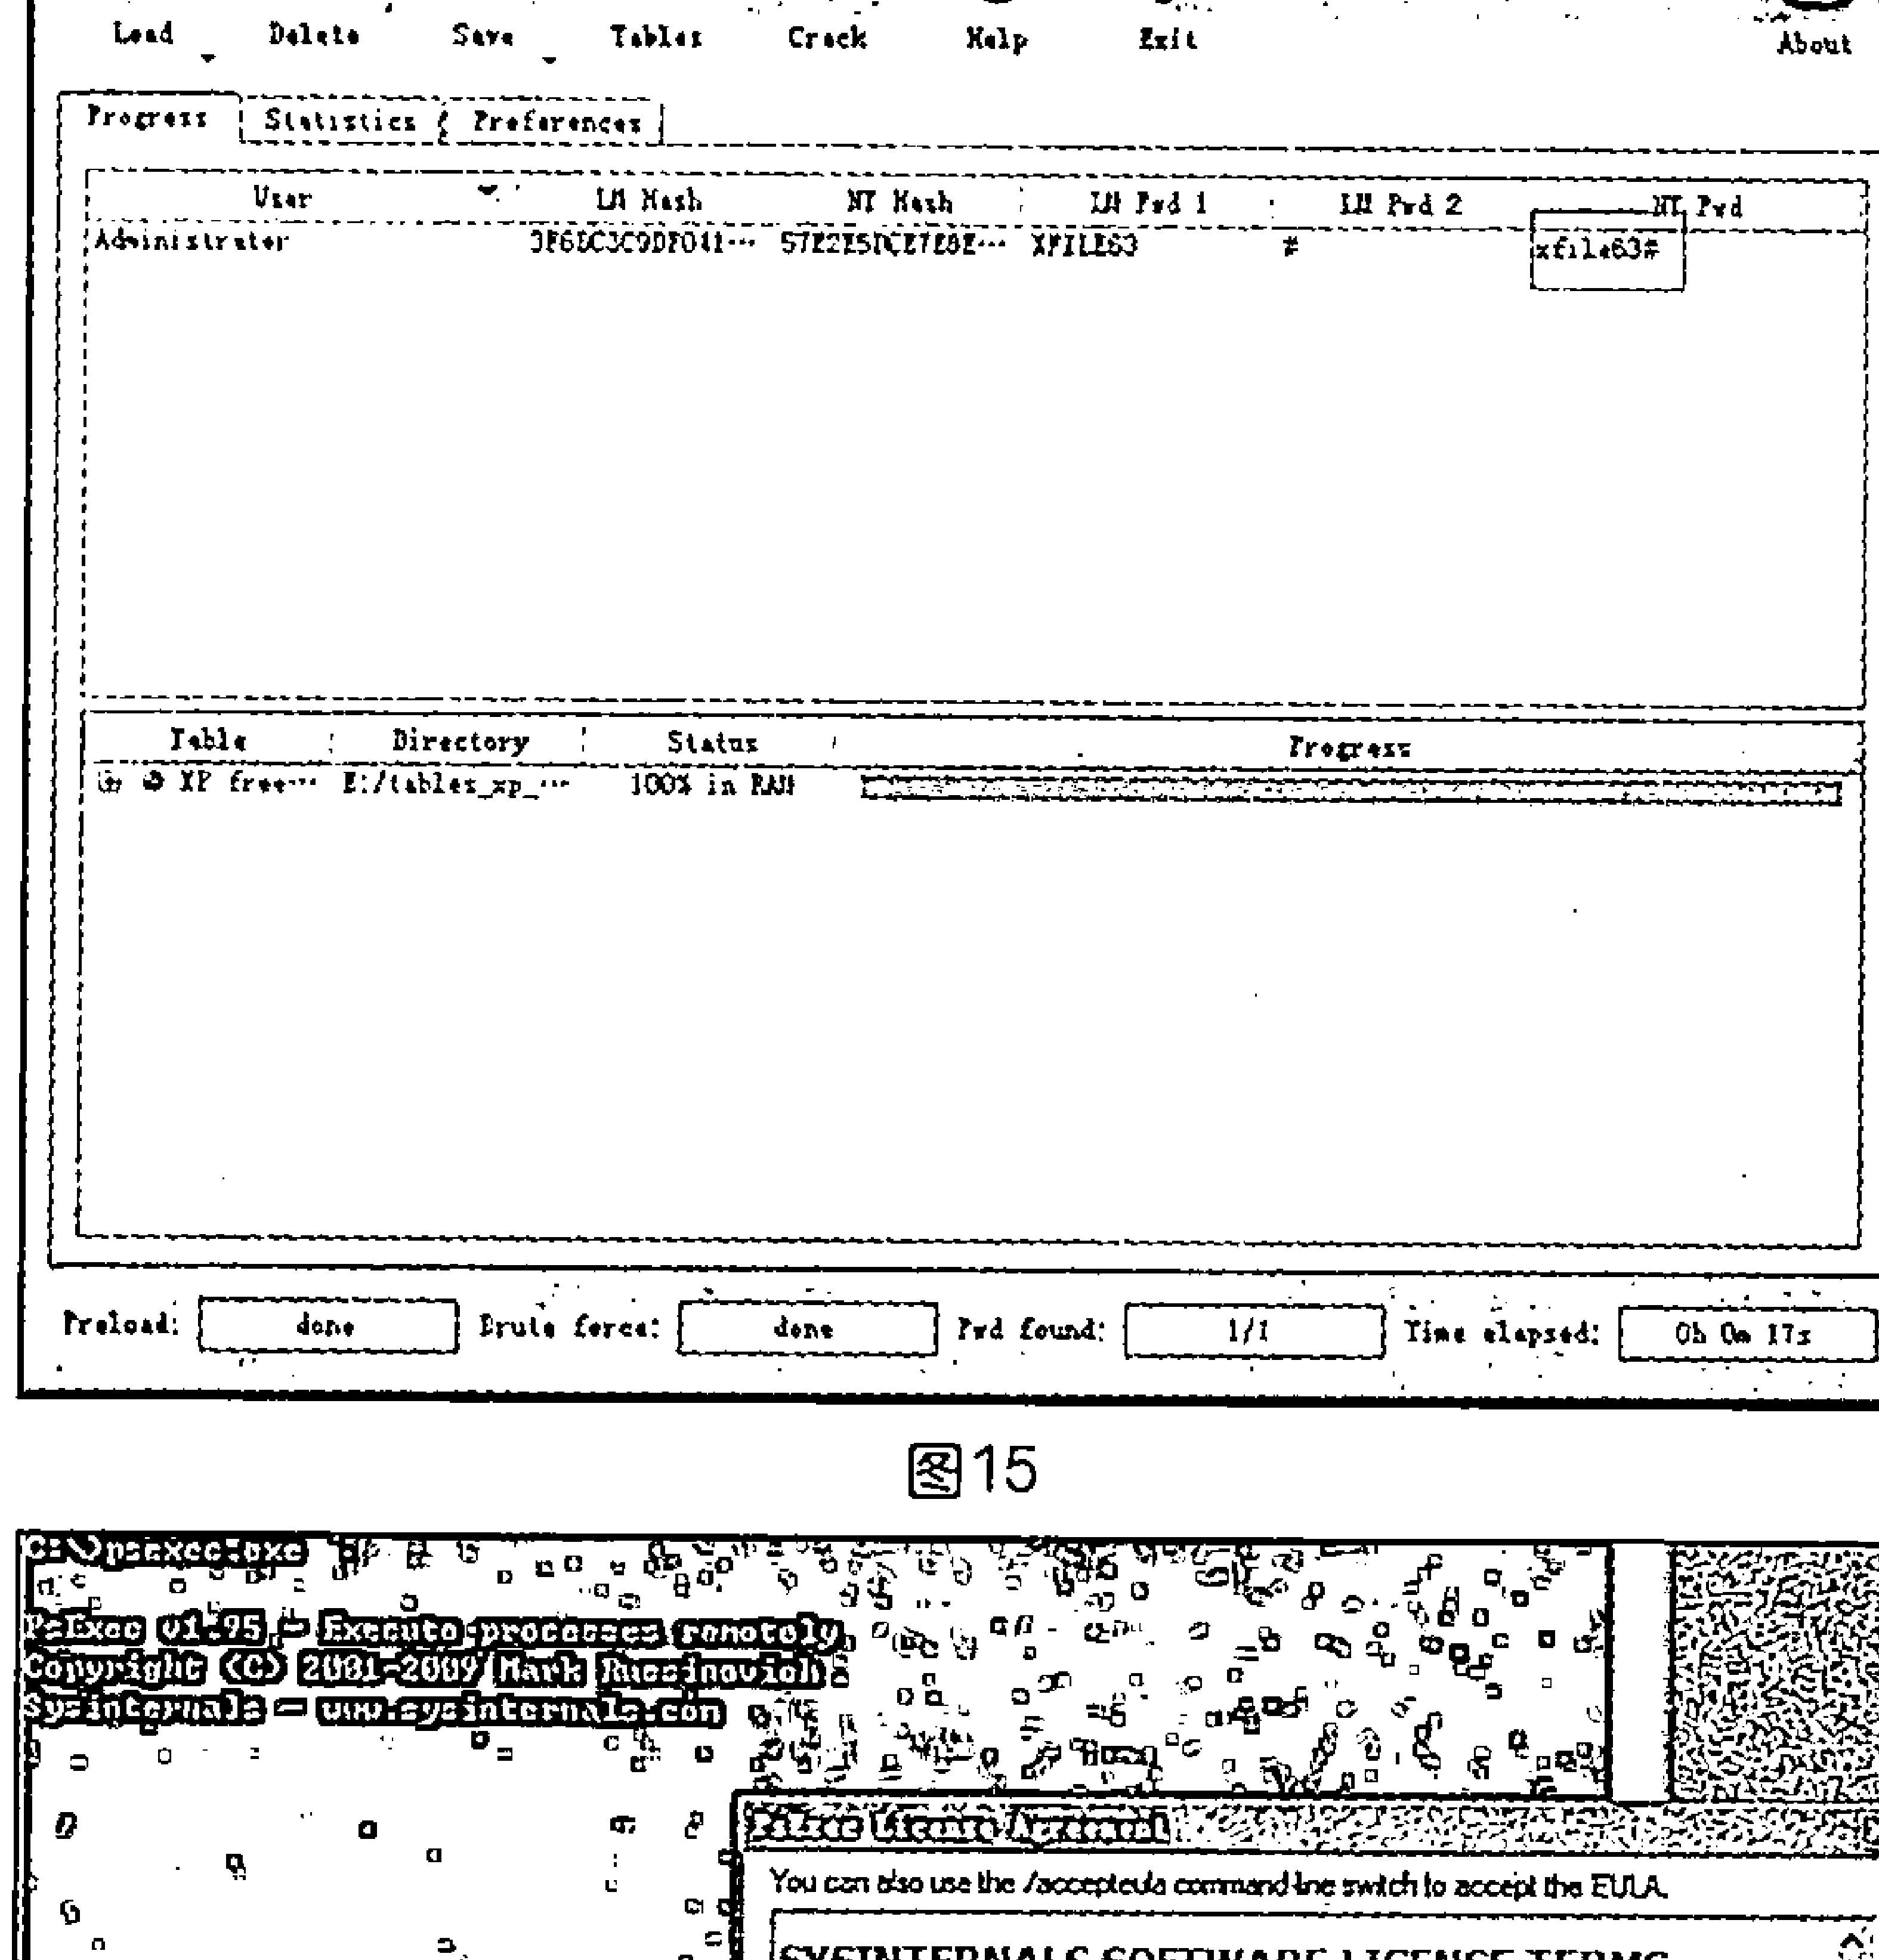 Load Delete Save Tables Crack Help Exit About
Progress Statistics Preferences
User LM Hash NT Hash LM Pwd 1 LM Pwd 2 NT Pwd
Administrator XFILE63 # xfile63#
Table Directory Status Progress
XP free... E:/tables_xp_... 100% in RAM
Preload: done Brute force: done Pwd found: 1/1 Time elapsed: 0h 0m 17s
图15
C:\>psexec.exe
PsExec v1.95 - Execute processes remotely
Copyright (C) 2001-2009 Mark Russinovich
Sysinternals - www.sysinternals.com
PsExec License Agreement
You can also use the /accepteula command-line switch to accept the EULA.
SYSINTERNALS SOFTWARE LICENSE TERMS